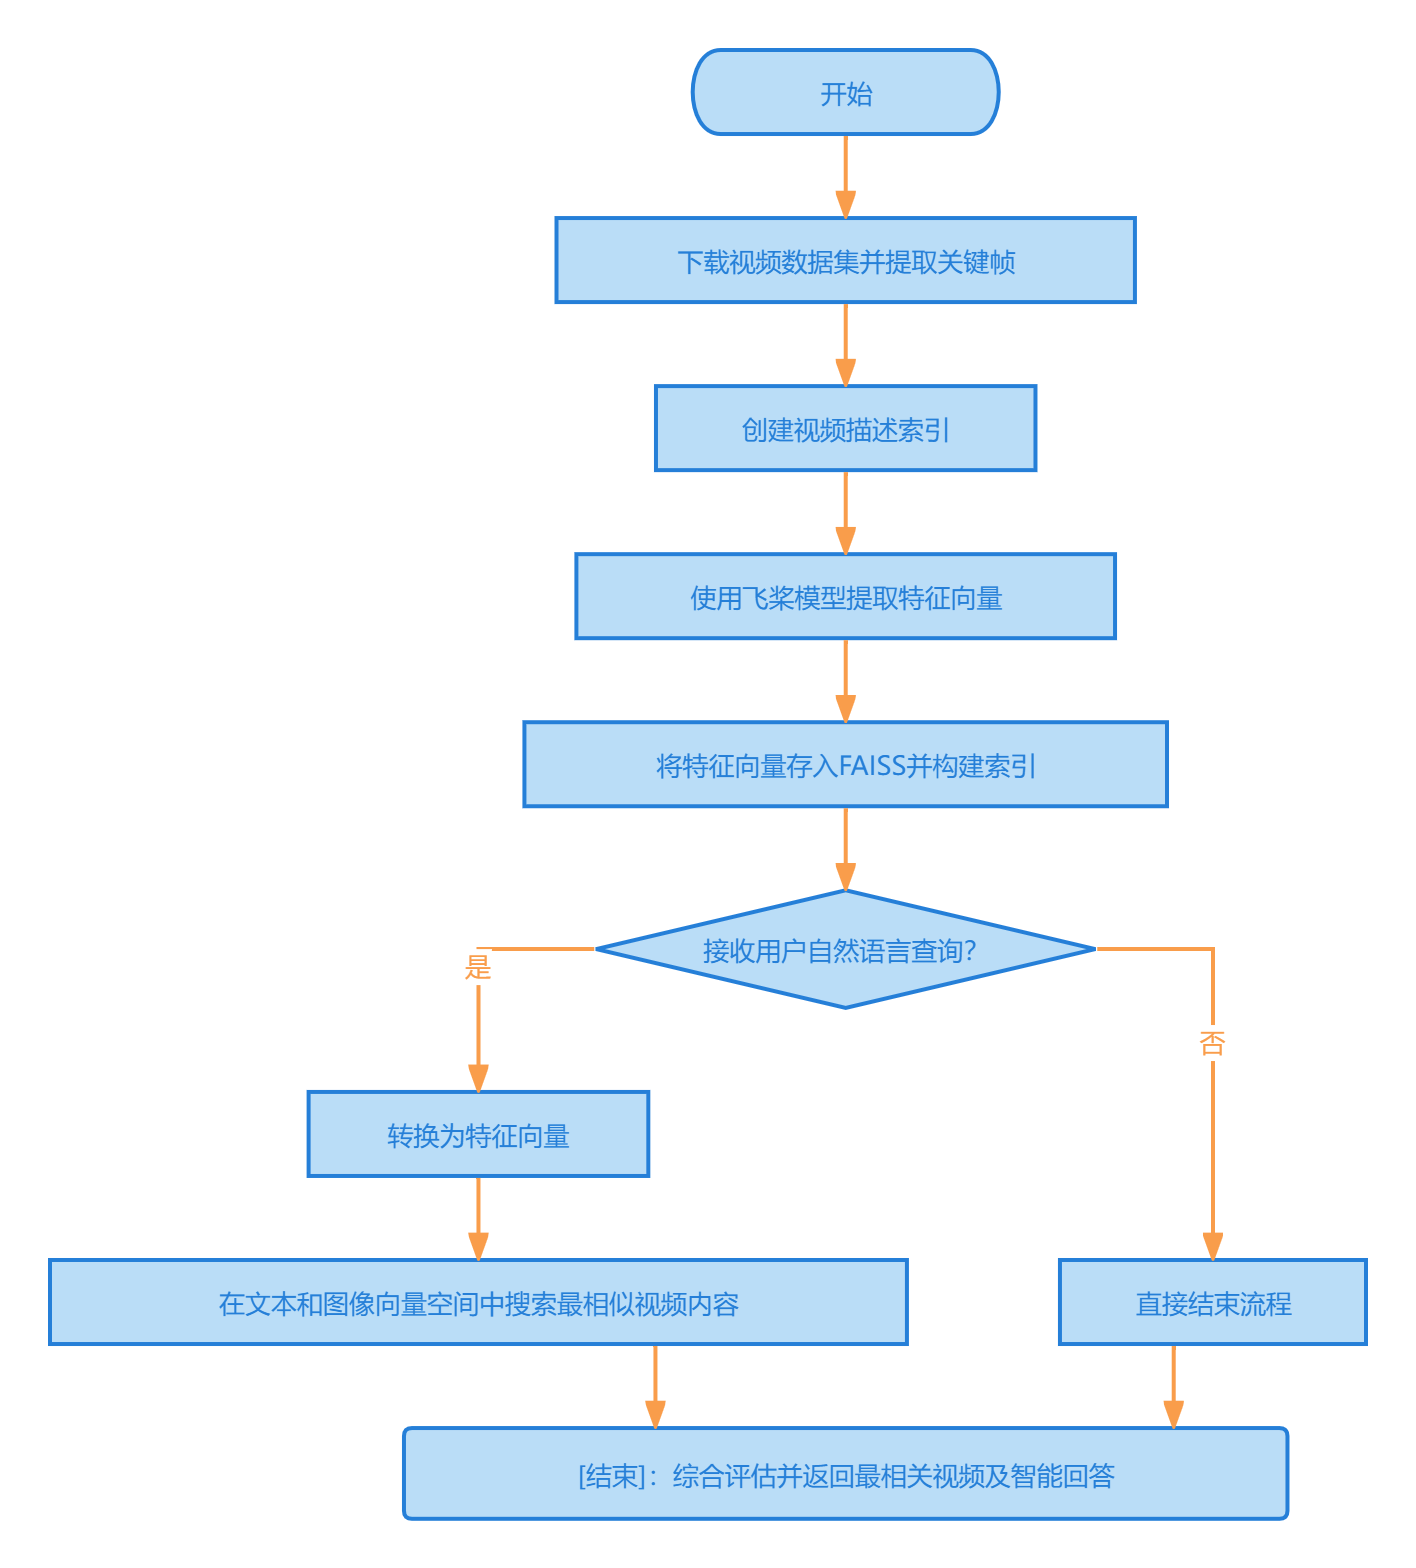 开始
下载视频数据集并提取关键帧
创建视频描述索引
使用飞桨模型提取特征向量
将特征向量存入FAISS并构建索引
接收用户自然语言查询?
是
否
转换为特征向量
在文本和图像向量空间中搜索最相似视频内容
直接结束流程
[结束]：综合评估并返回最相关视频及智能回答